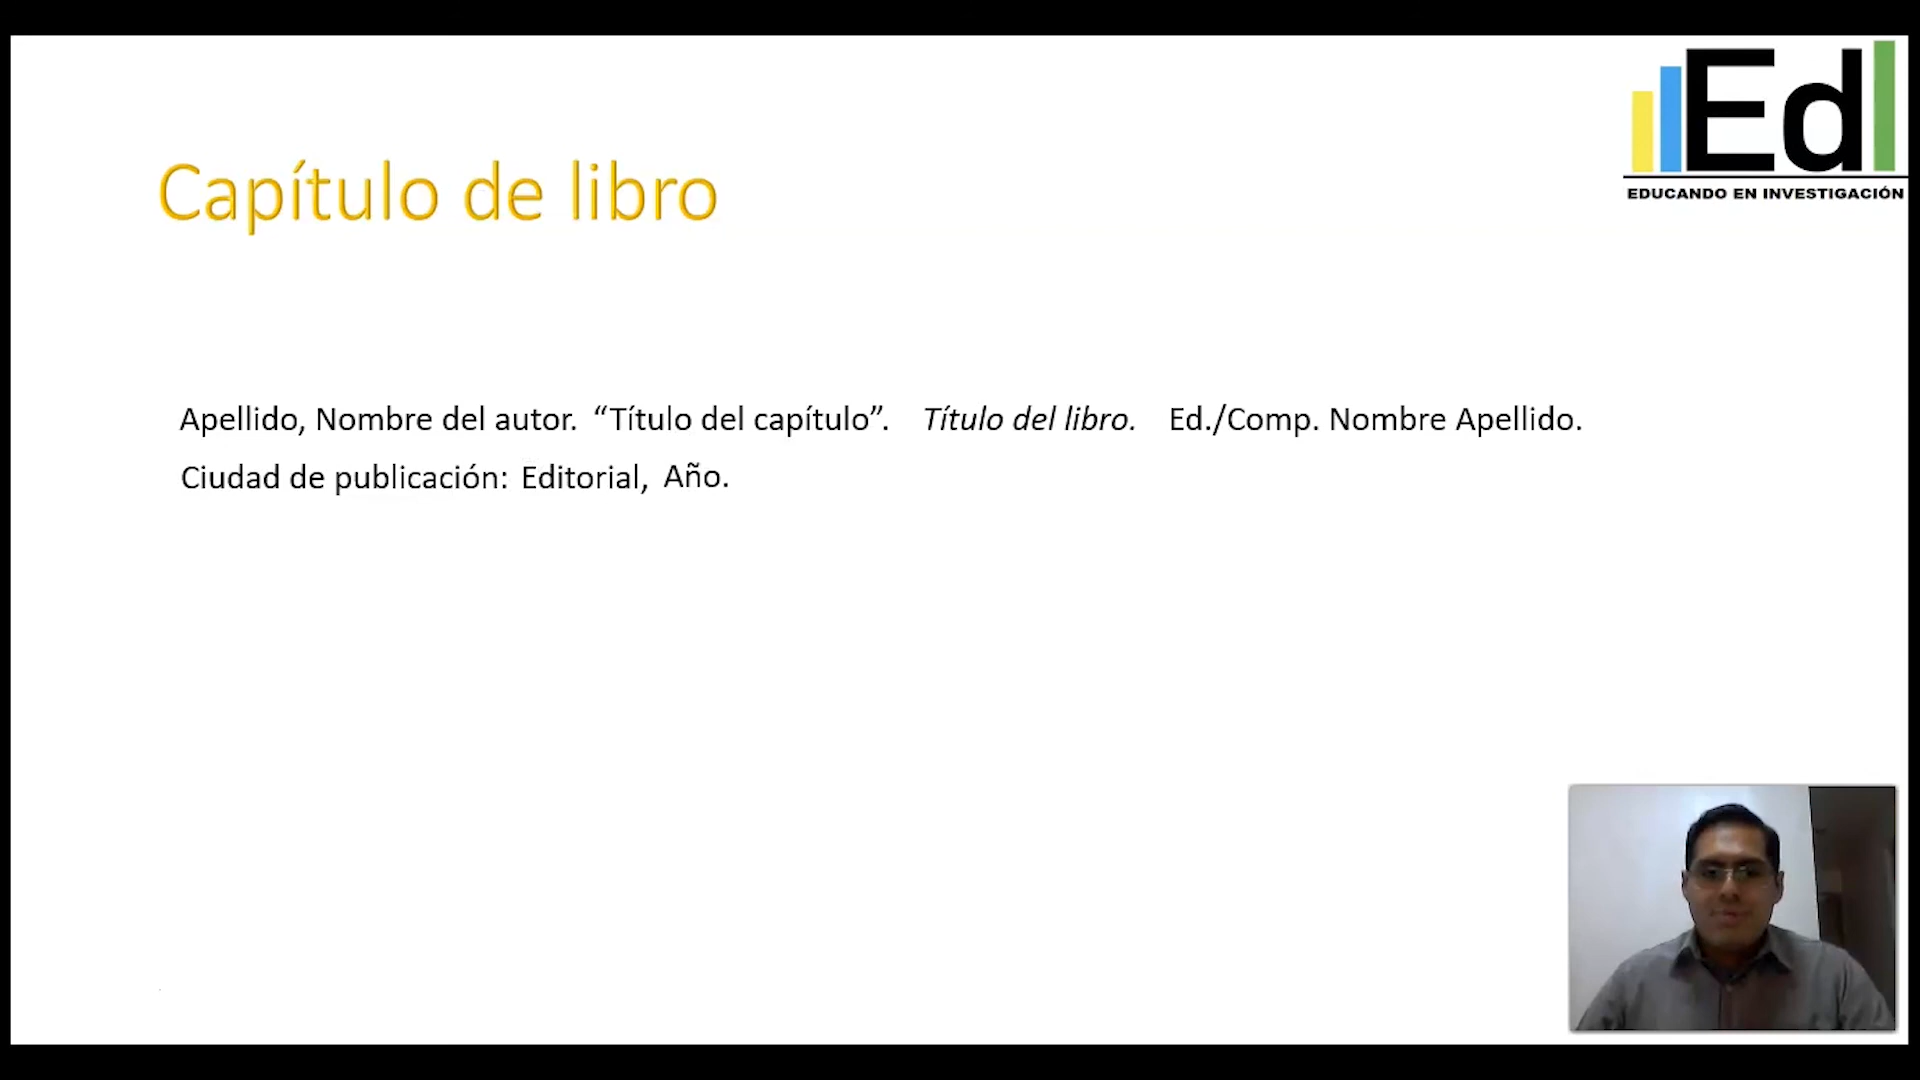 Ed
EDUCANDO EN INVESTIGACIÓN
Capítulo de libro
Apellido, Nombre del autor. “Título del capítulo”. Título del libro. Ed./Comp. Nombre Apellido.
Ciudad de publicación: Editorial, Año.